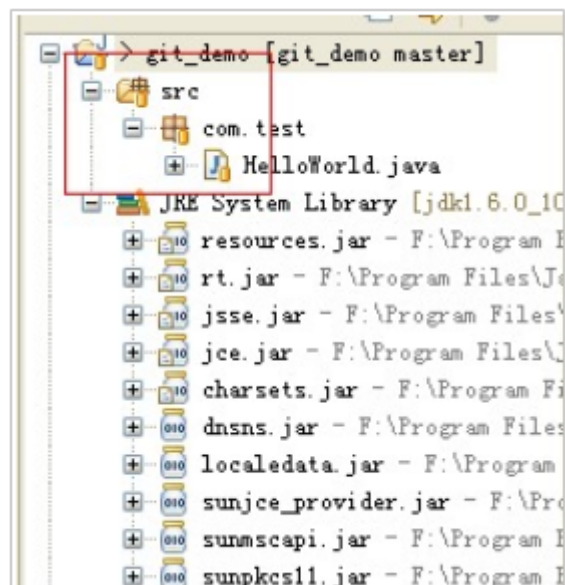 > git_demo [git_demo master]
src
com.test
HelloWorld.java
JRE System Library [jdk1.6.0_10
resources.jar - F:\Program
rt.jar - F:\Program Files\Ja
jsse.jar - F:\Program Files\
jce.jar - F:\Program Files\J
charsets.jar - F:\Program Fi
dnsns.jar - F:\Program Files
localedata.jar - F:\Program
sunjce_provider.jar - F:\Pro
sunmscapi.jar - F:\Program
sunpkcs11.jar - F:\Program